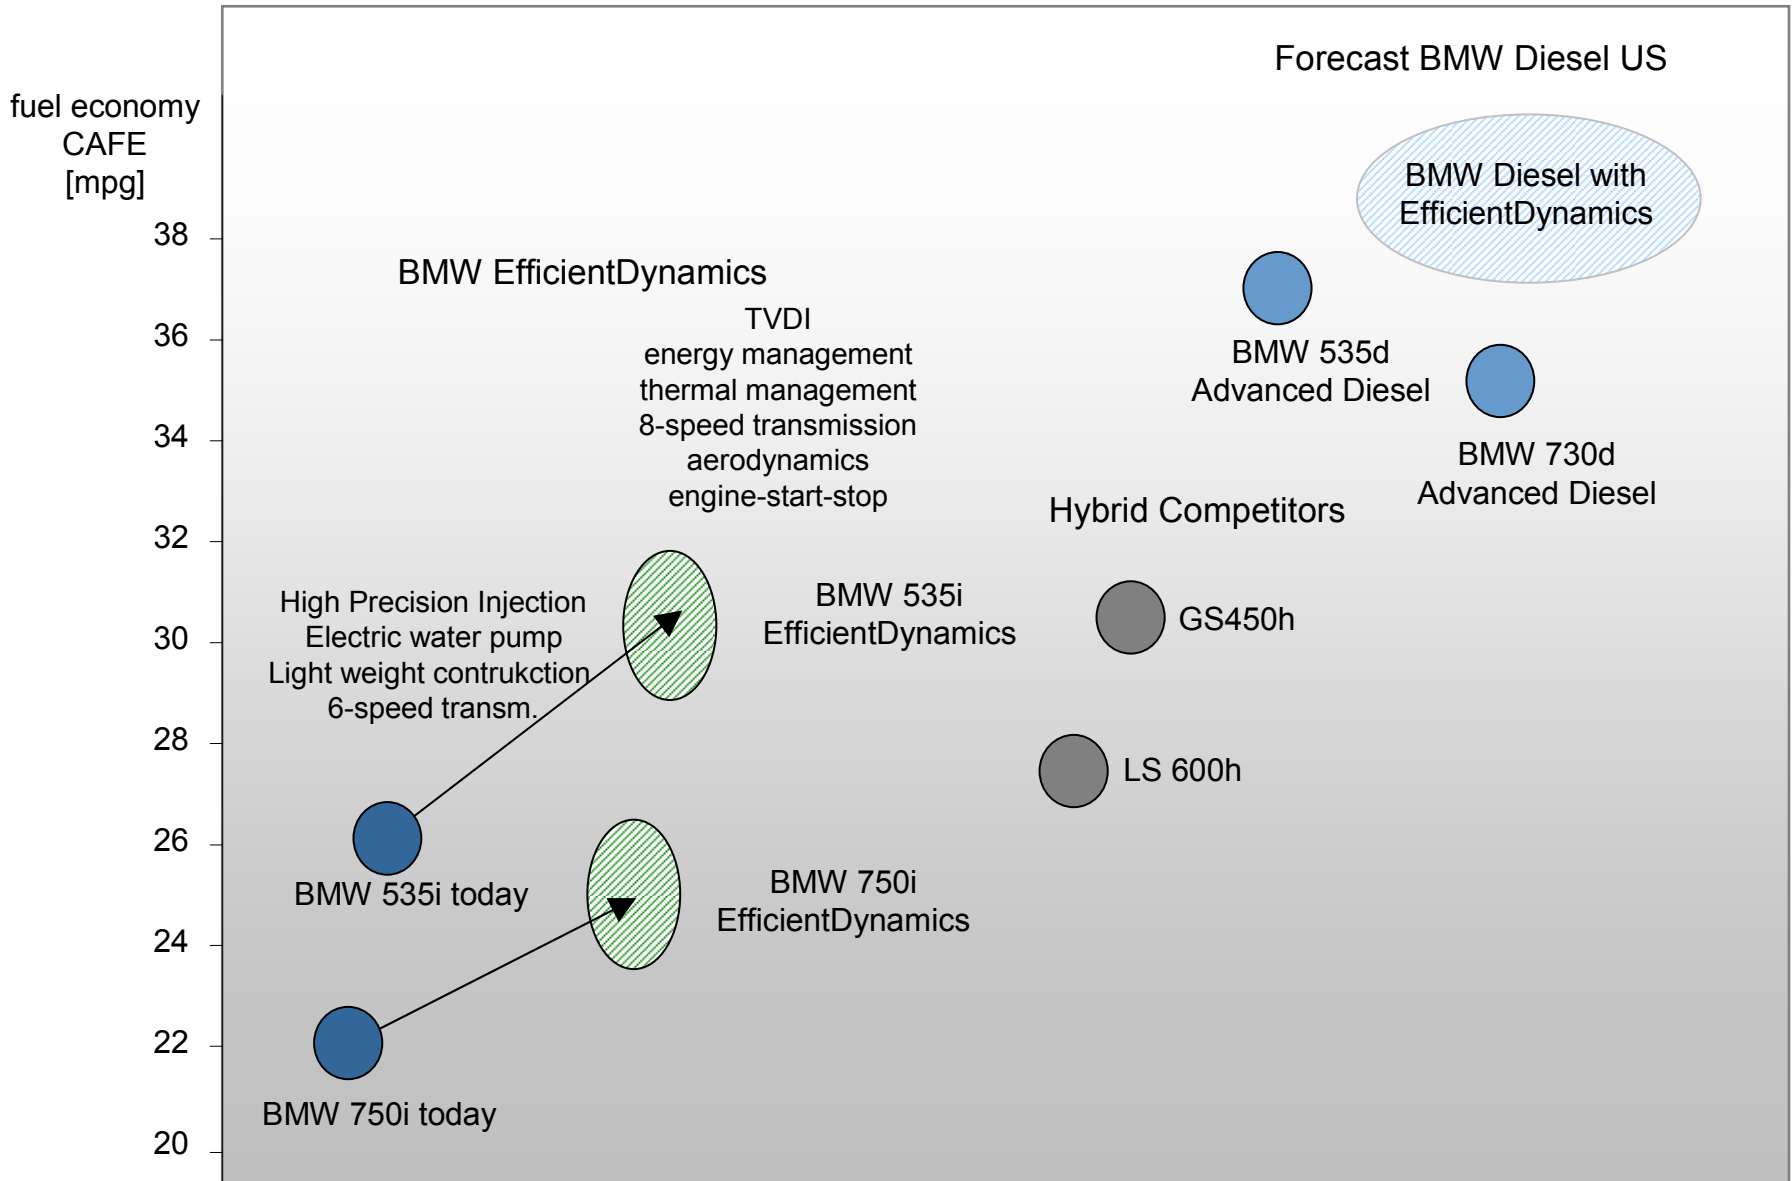 Forecast BMW Diesel US
fuel economy
CAFE
[mpg]
BMW Diesel with
EfficientDynamics
38
BMW EfficientDynamics
TVDI
energy management
thermal management
8-speed transmission
aerodynamics
engine-start-stop
36
BMW 535d
Advanced Diesel
34
BMW 730d
Advanced Diesel
Hybrid Competitors
32
High Precision Injection
Electric water pump
Light weight contrukction
6-speed transm.
BMW 535i
EfficientDynamics
GS450h
30
28
LS 600h
26
BMW 535i today
BMW 750i
EfficientDynamics
24
22
BMW 750i today
20